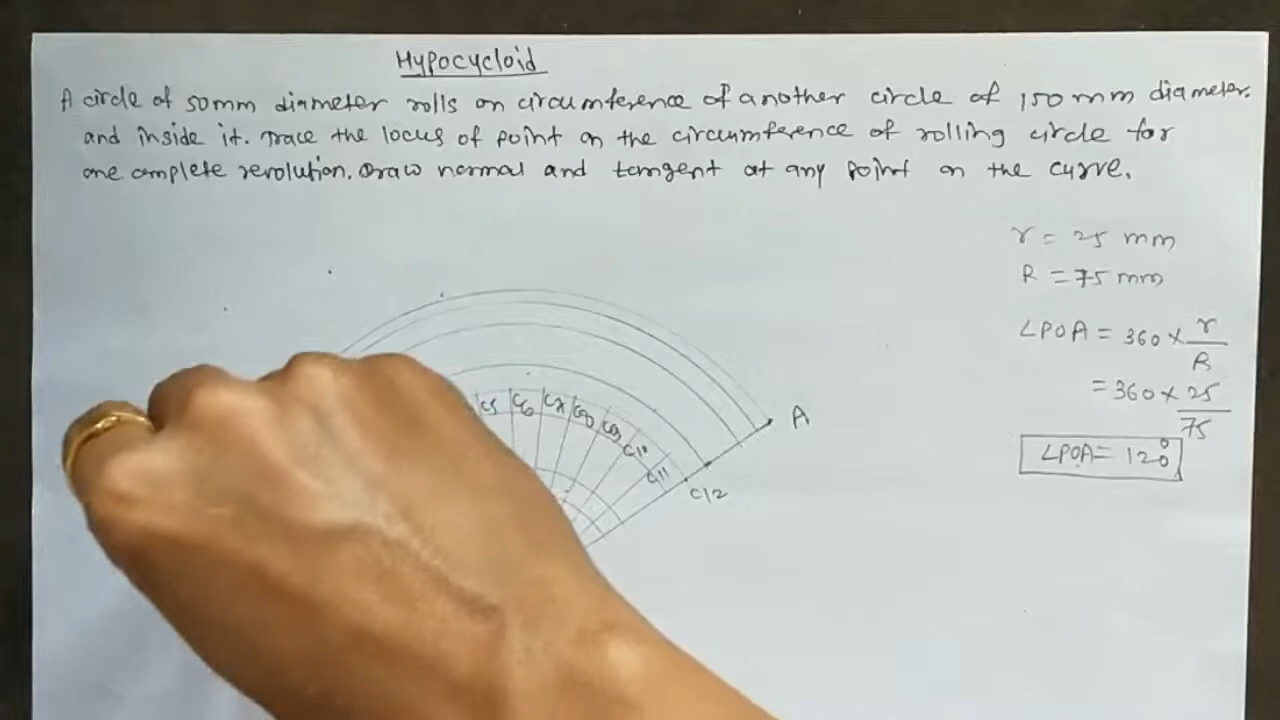 Hypocycloid
A circle of 50mm diameter rolls on circumference of another circle of 150 mm diameter.
and inside it. Trace the locus of point on the circumference of rolling circle for
one complete revolution. Draw normal and tangent at any point on the curve.
r = 25 mm
R = 75 mm
∠POA = 360 × r/R
= 360 × 25/75
∠POA = 120°
C5 C6 C7 C8 C9 C10 C11 C12
A